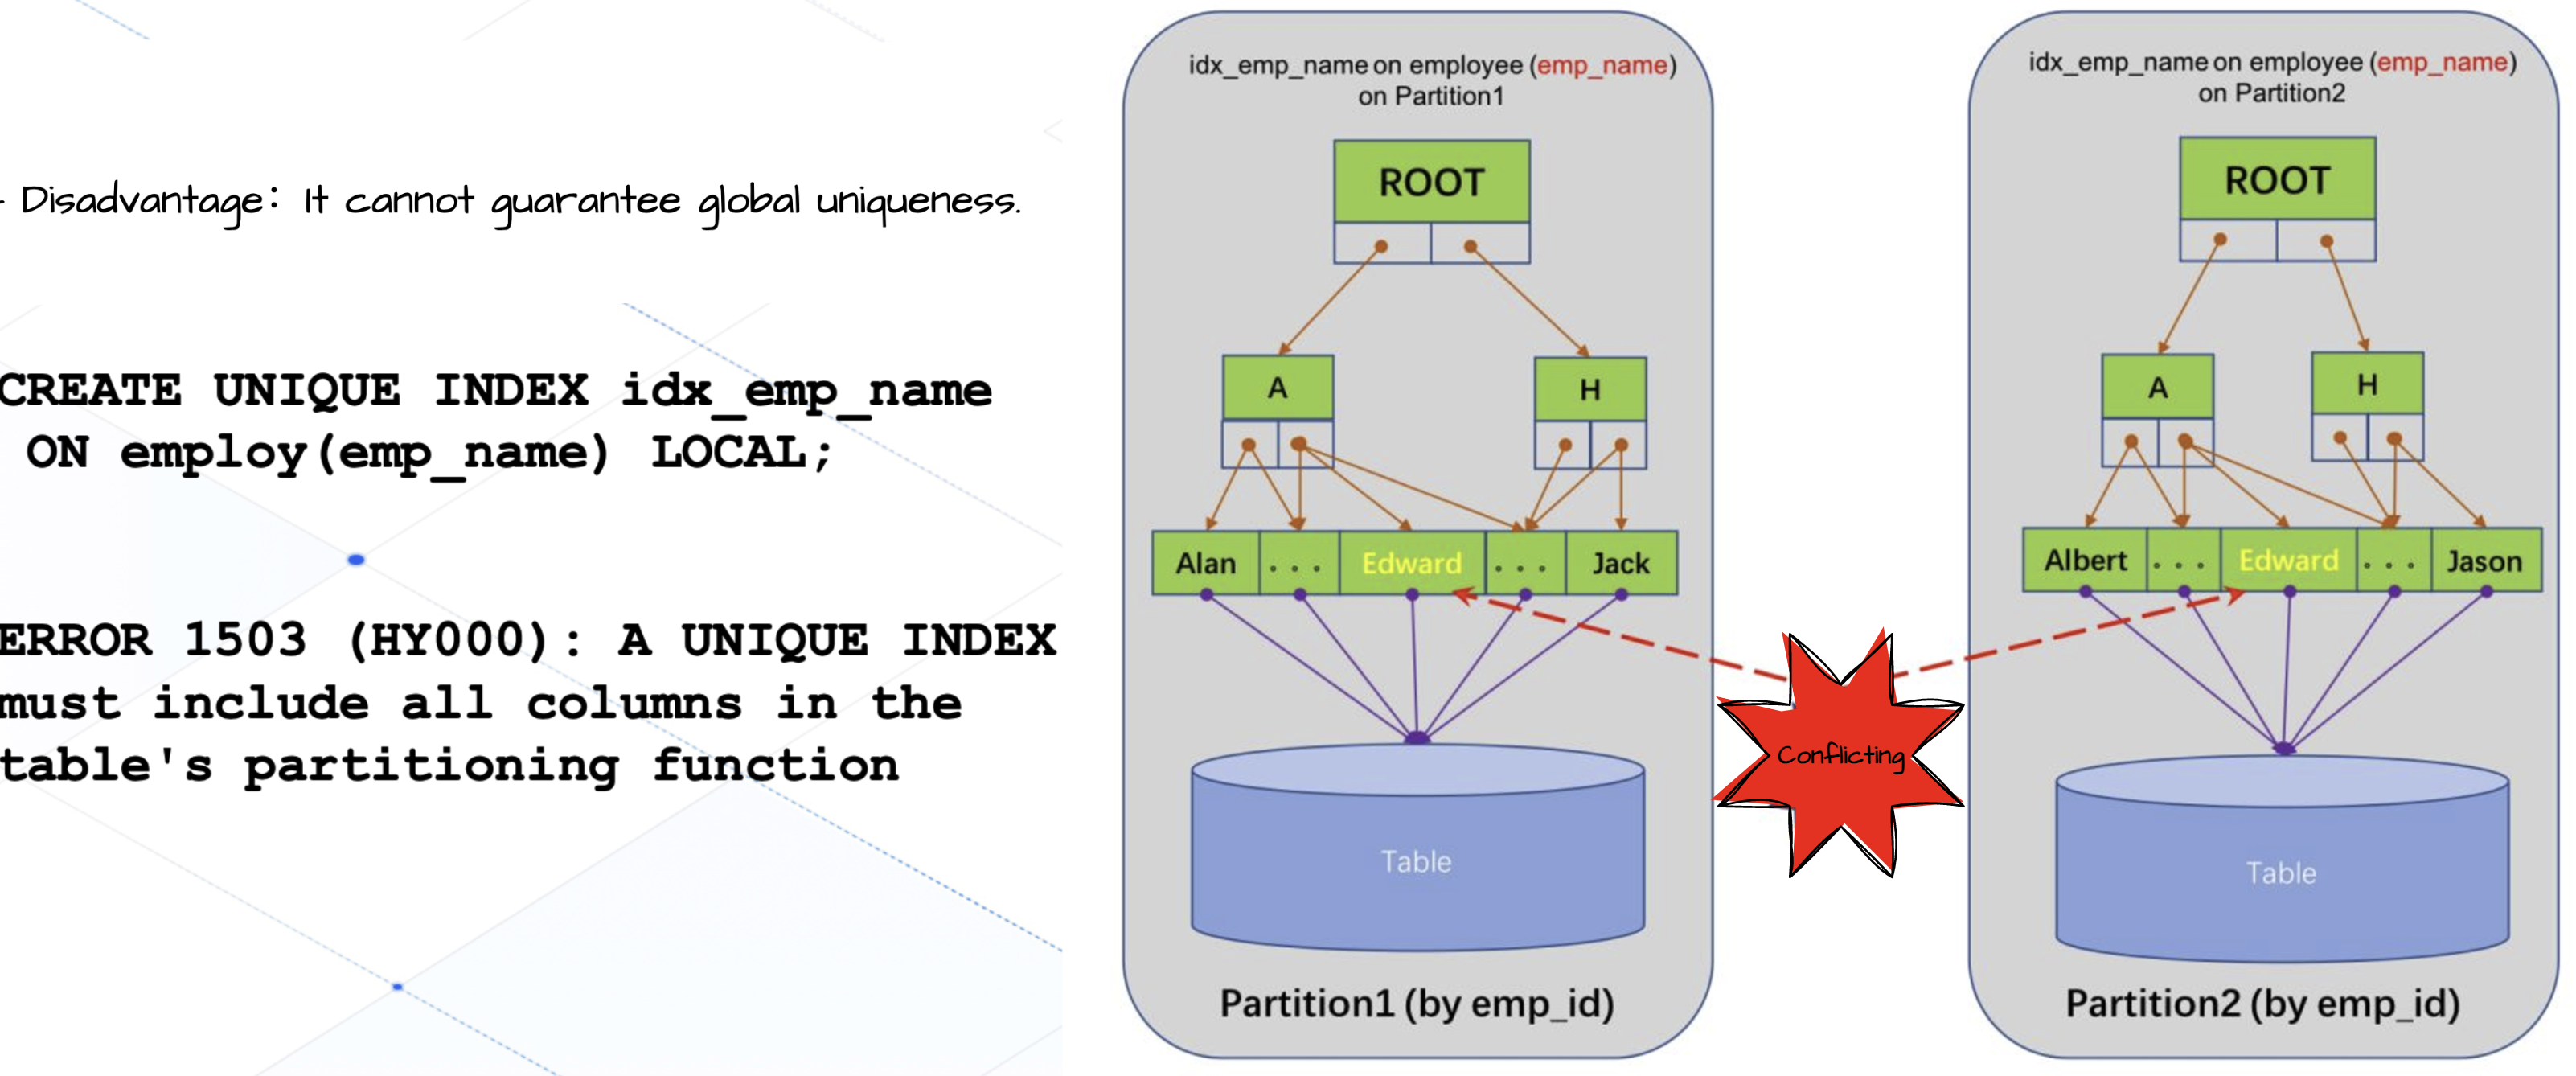 - Disadvantage: It cannot guarantee global uniqueness.
CREATE UNIQUE INDEX idx_emp_name
ON employ(emp_name) LOCAL;
ERROR 1503 (HY000): A UNIQUE INDEX
must include all columns in the
table's partitioning function
idx_emp_name on employee (emp_name)
on Partition1
ROOT
A
H
Alan
...
Edward
...
Jack
Table
Partition1 (by emp_id)
Conflicting
idx_emp_name on employee (emp_name)
on Partition2
ROOT
A
H
Albert
...
Edward
...
Jason
Table
Partition2 (by emp_id)